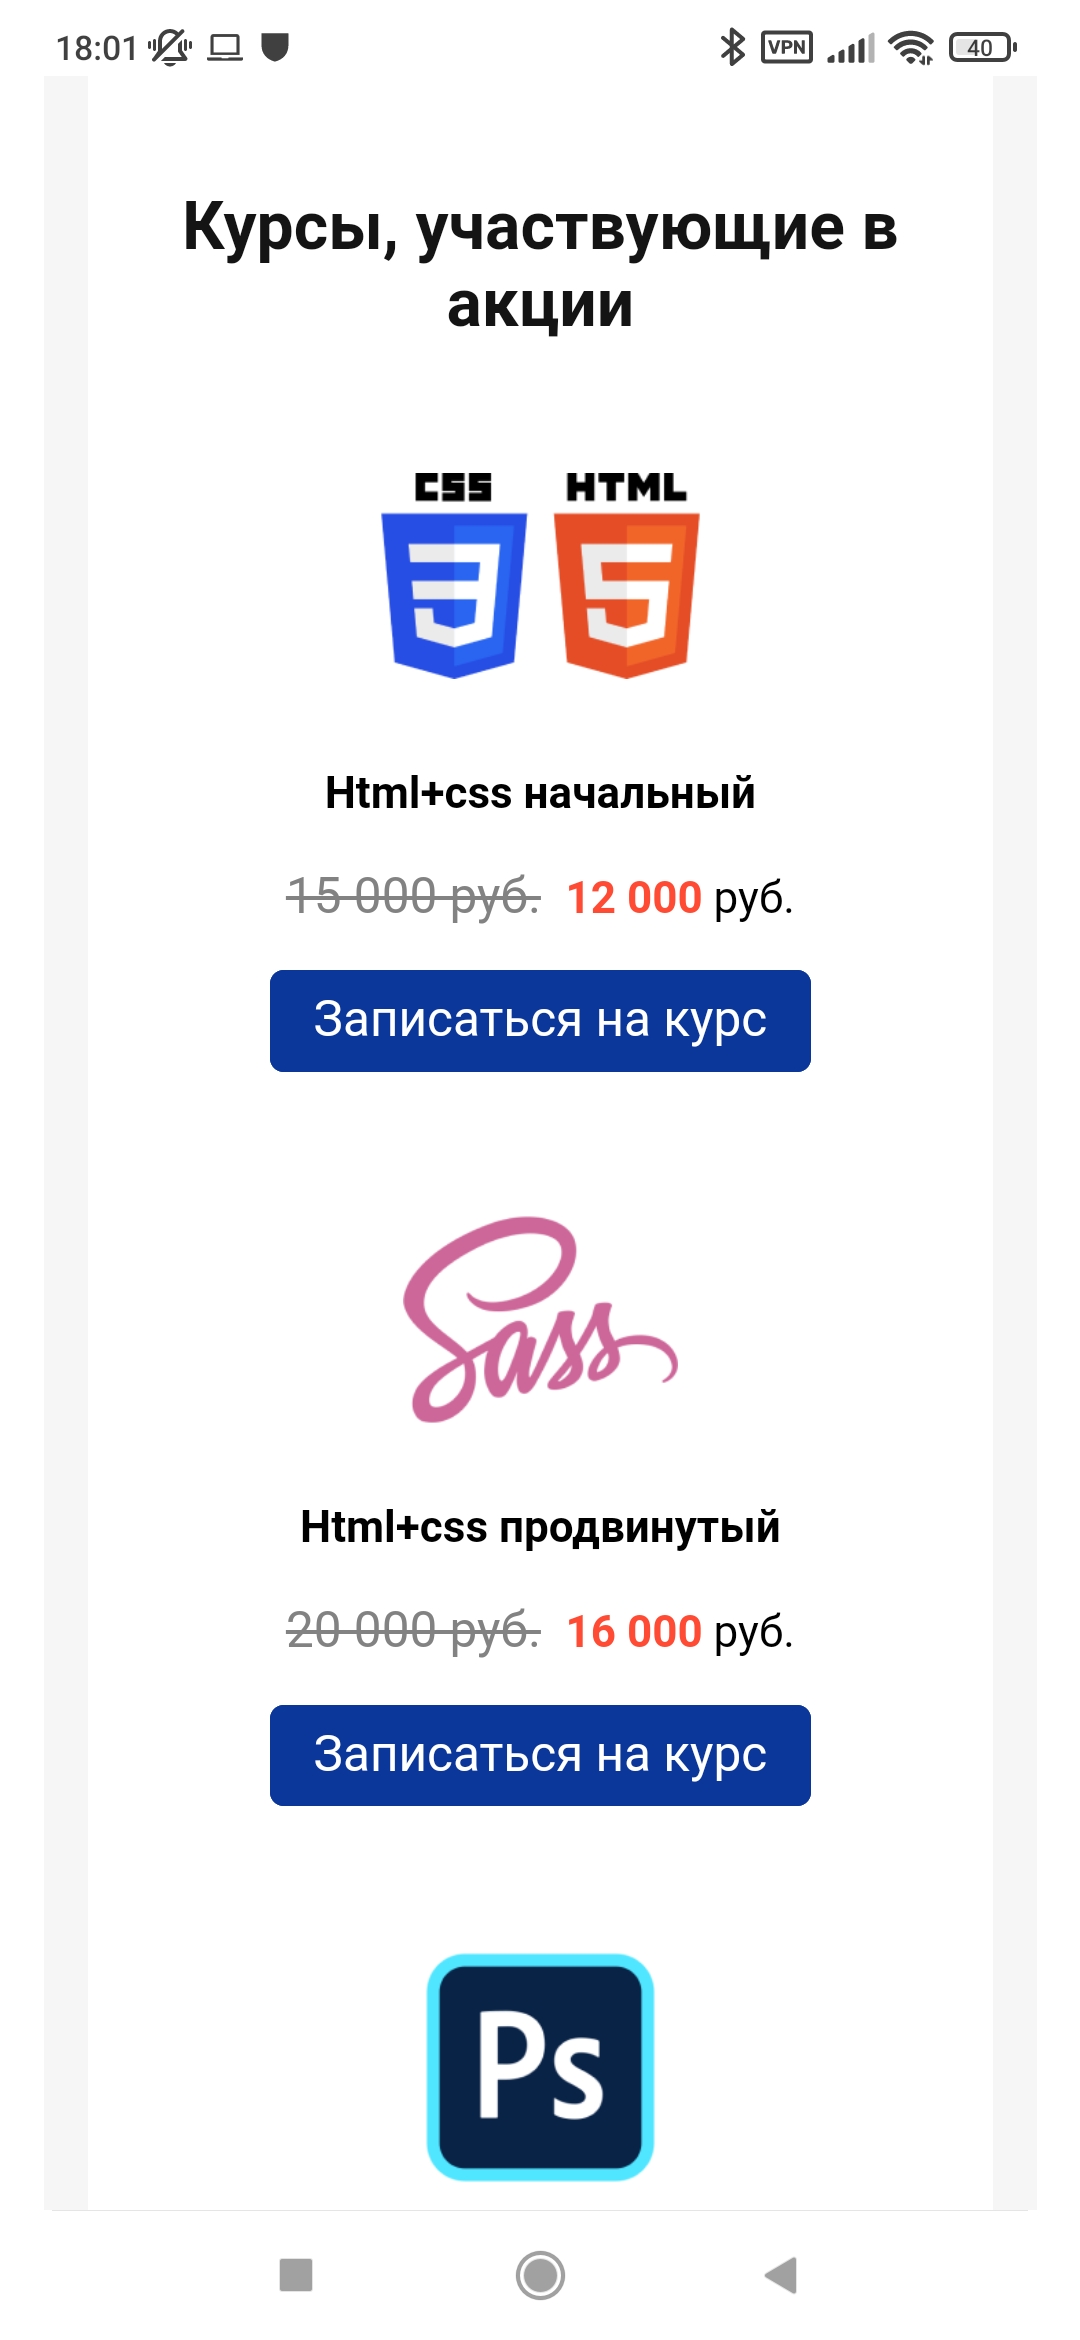 18:01 VPN 40
Курсы, участвующие в
акции
CSS HTML
Html+css начальный
15 000 руб. 12 000 руб.
Записаться на курс
Sass
Html+css продвинутый
20 000 руб. 16 000 руб.
Записаться на курс
Ps